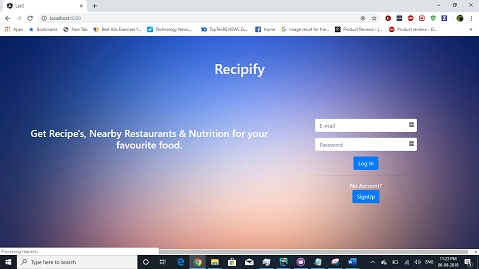 Lab3
localhost:4200
Apps
Bookmarks
New Tab
Best Abs Exercises f...
Technology News,...
TopTenREVIEWS Ex...
Home
Image result for frie...
Product Reviews - J...
Product reviews - El...
Recipify
Get Recipe's, Nearby Restaurants & Nutrition for your
favourite food.
E-mail
Password
Log In
No Account?
SignUp
Processing request...
Type here to search
ENG
11:23 PM
06-09-2019